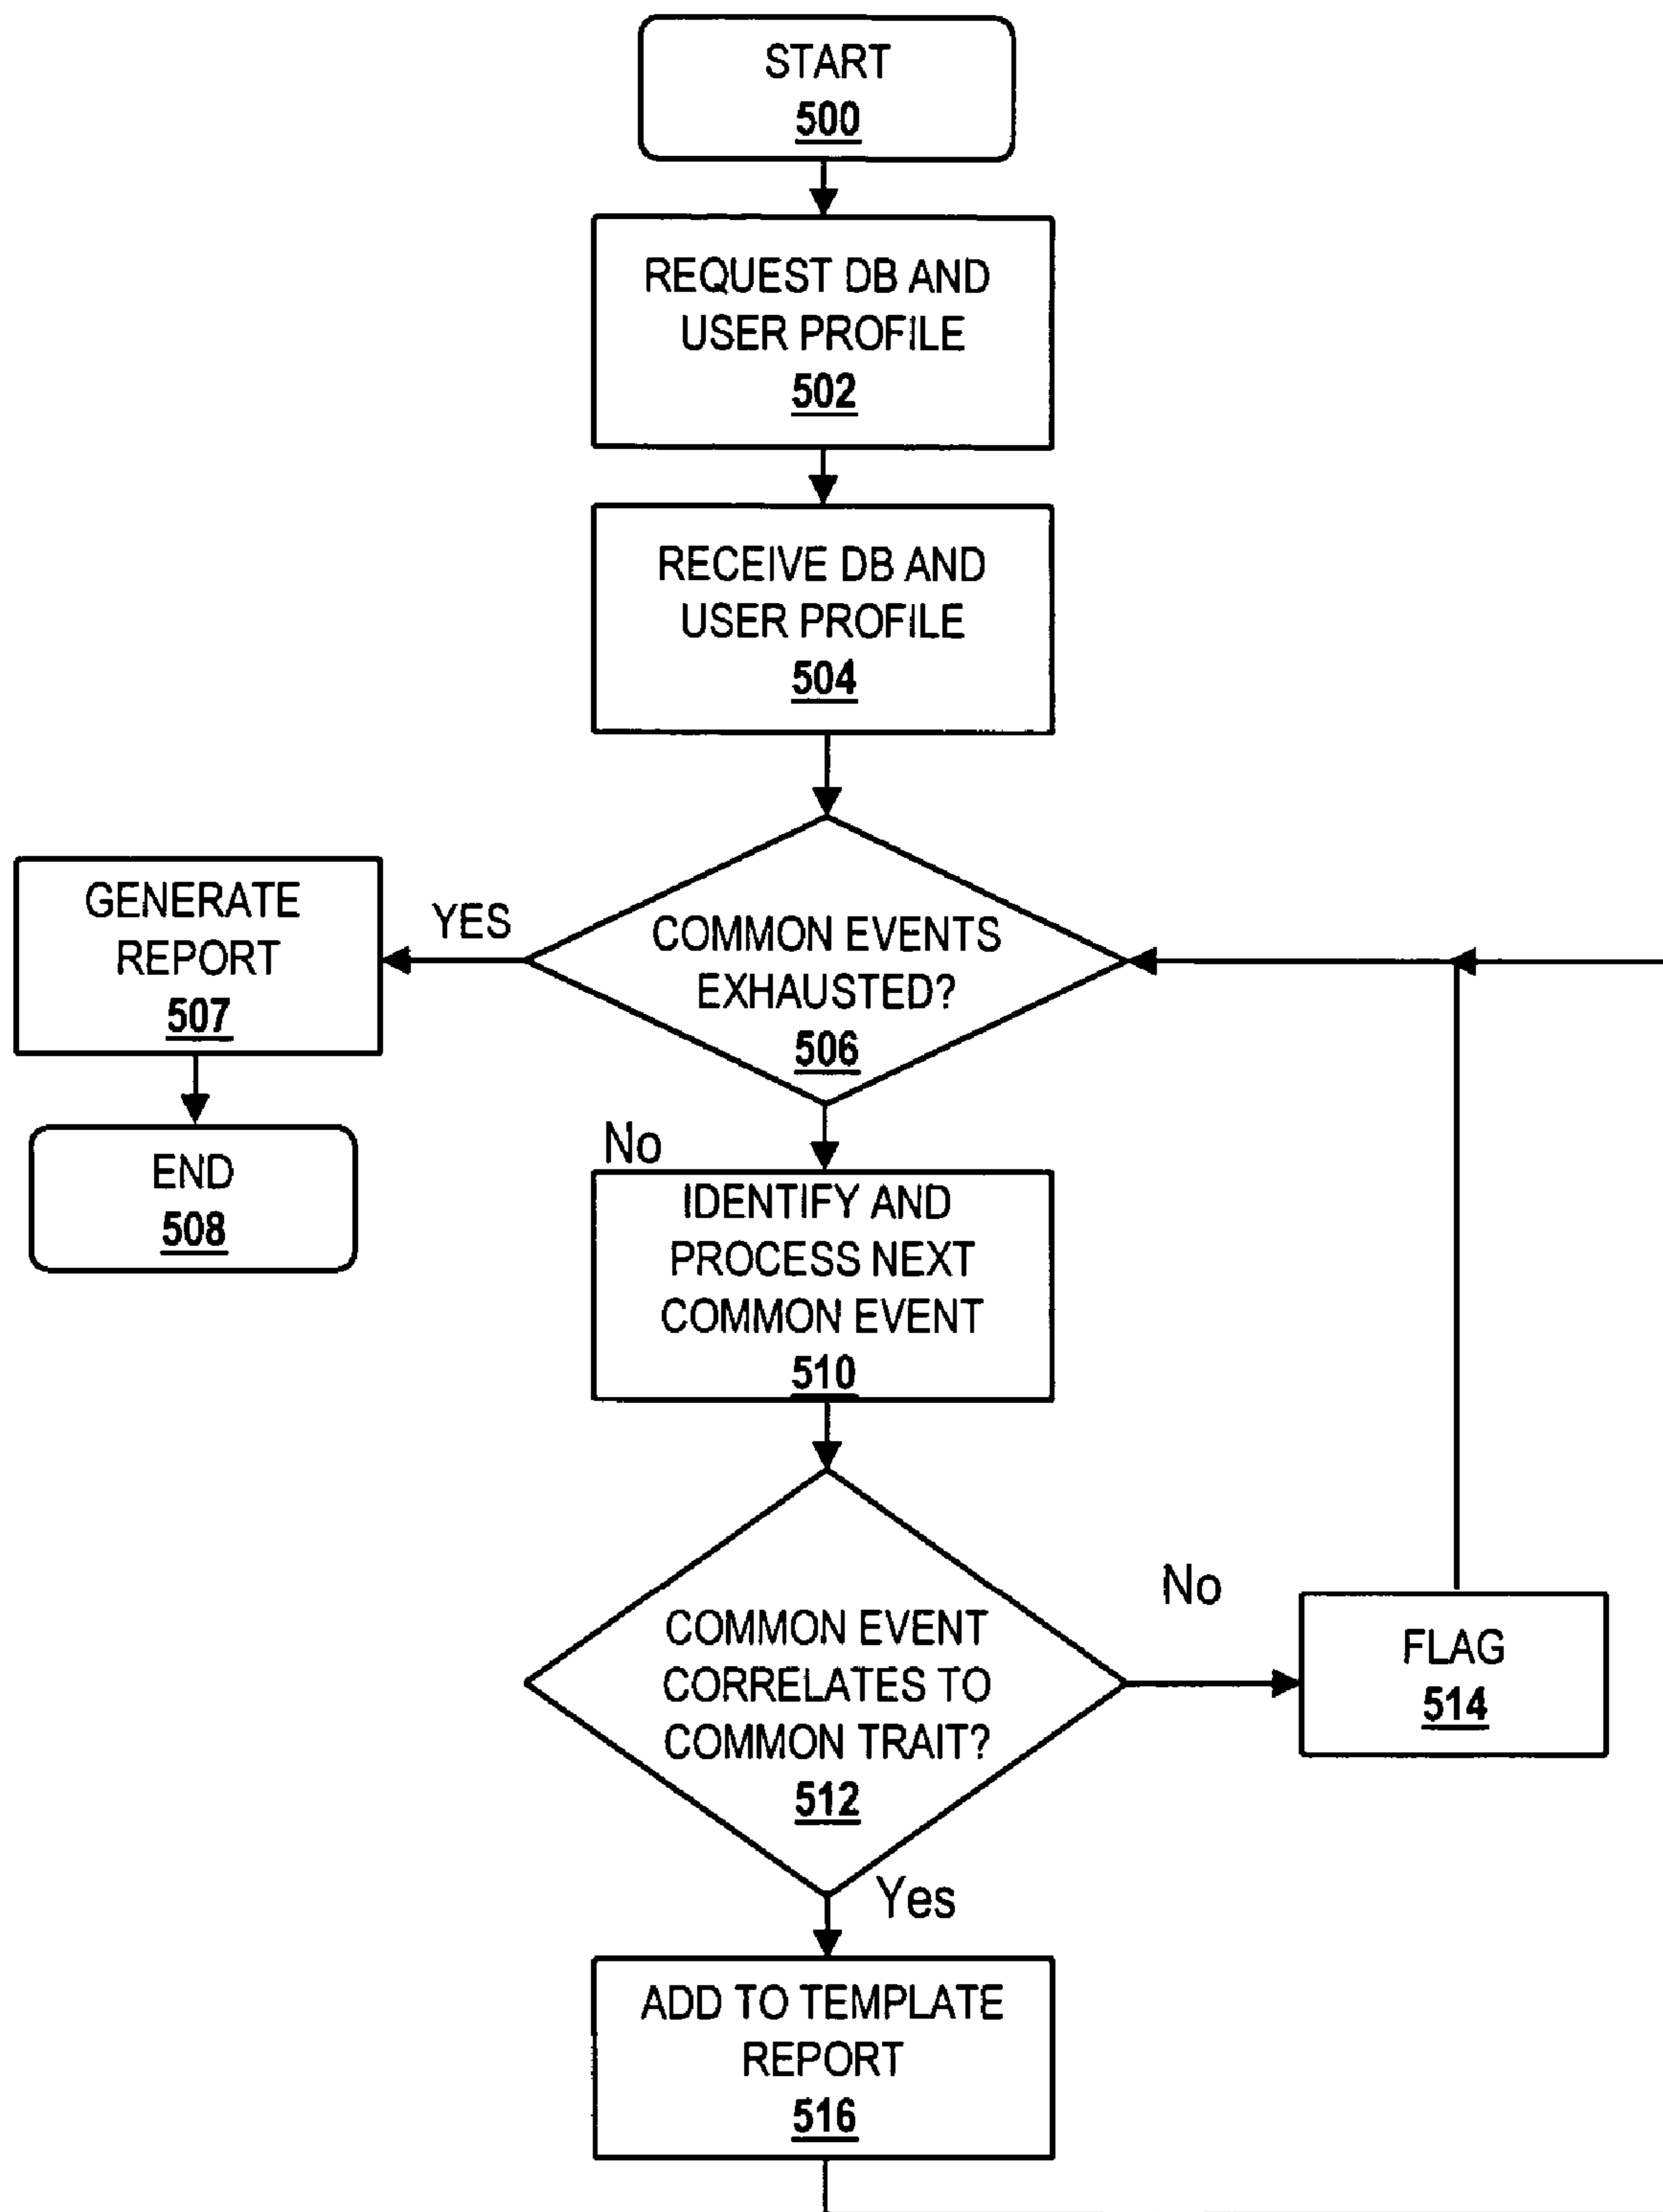 START
500
REQUEST DB AND
USER PROFILE
502
RECEIVE DB AND
USER PROFILE
504
GENERATE
REPORT
507
YES
COMMON EVENTS
EXHAUSTED?
506
END
508
No
IDENTIFY AND
PROCESS NEXT
COMMON EVENT
510
COMMON EVENT
CORRELATES TO
COMMON TRAIT?
512
No
FLAG
514
Yes
ADD TO TEMPLATE
REPORT
516